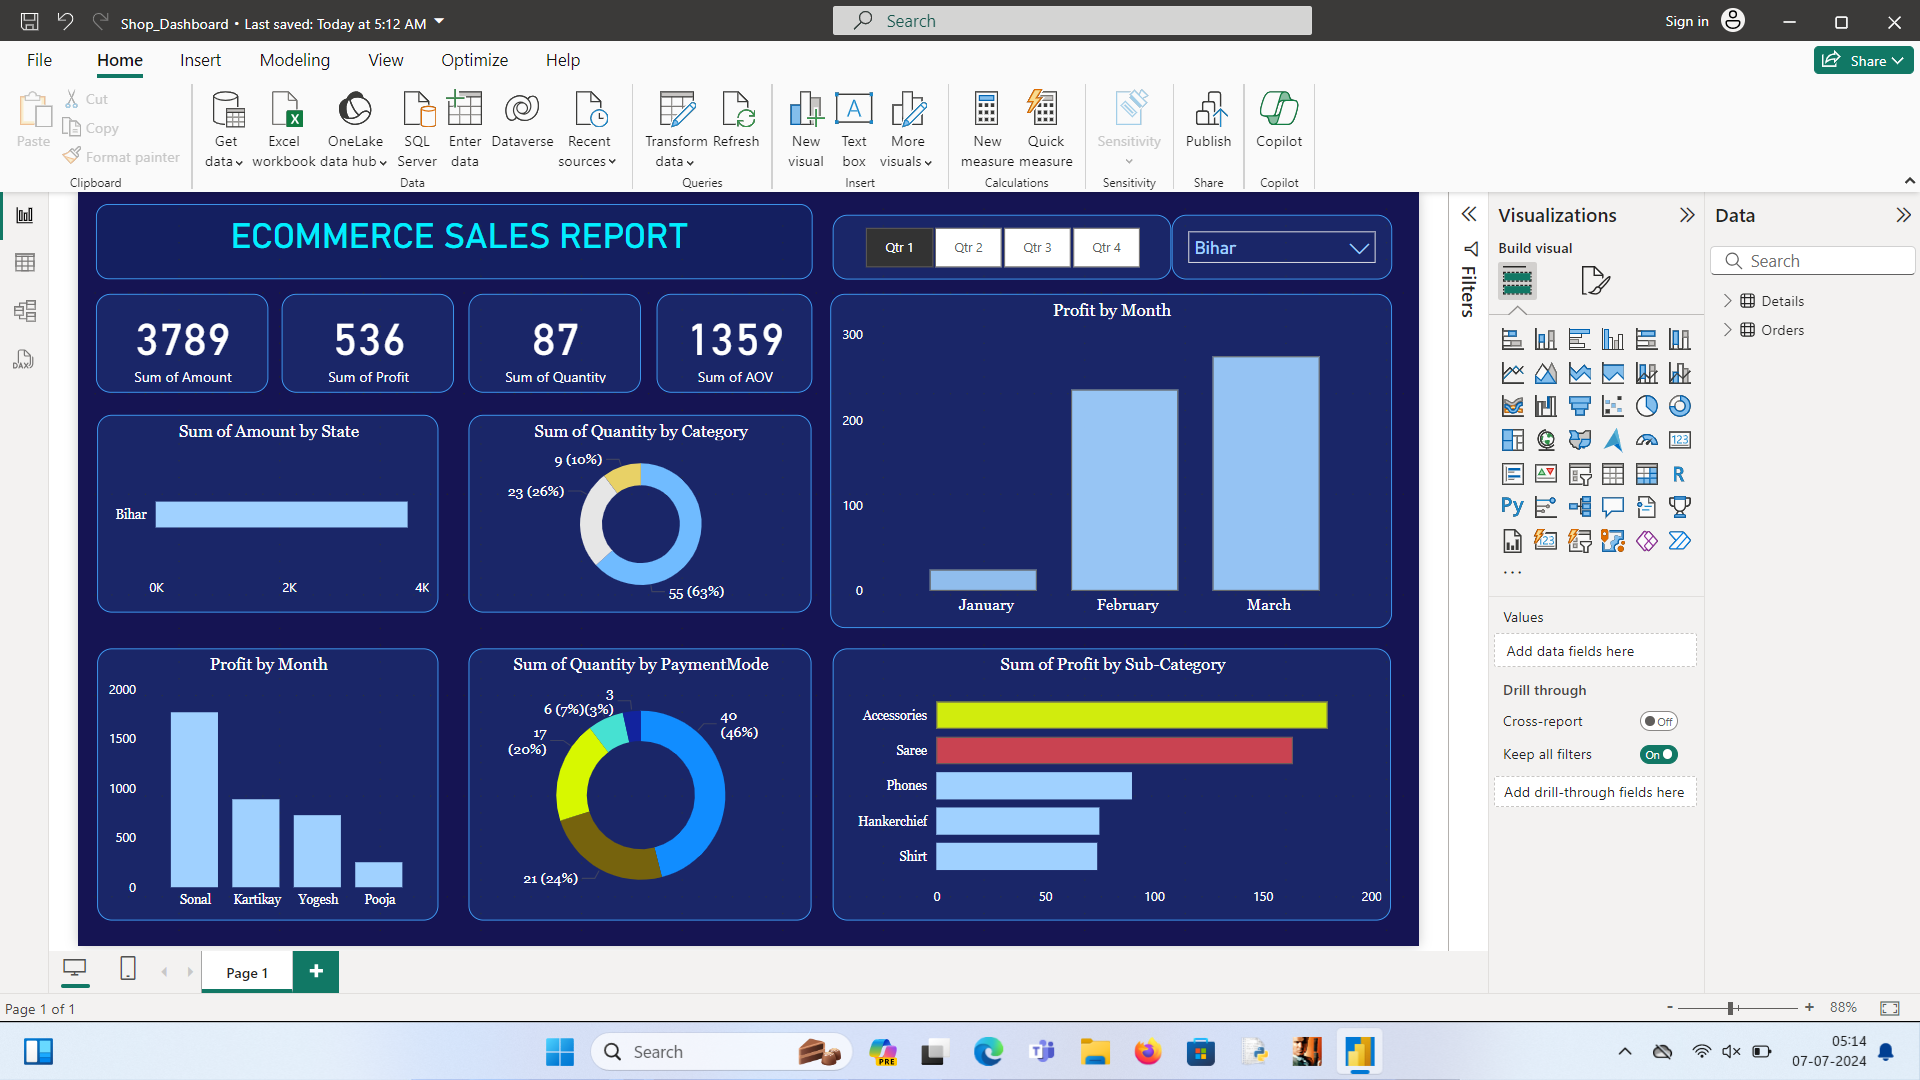 Shop_Dashboard • Last saved: Today at 5:12 AM
Search
Sign in
File Home Insert Modeling View Optimize Help
Share
Paste
Cut
Copy
Format painter
Clipboard
Get data
Excel workbook
OneLake data hub
SQL Server
Enter data
Dataverse
Recent sources
Data
Transform data
Refresh
Queries
New visual
Text box
More visuals
Insert
New measure
Quick measure
Calculations
Sensitivity
Sensitivity
Publish
Share
Copilot
Copilot
ECOMMERCE SALES REPORT
Qtr 1 Qtr 2 Qtr 3 Qtr 4
Bihar
3789
Sum of Amount
536
Sum of Profit
87
Sum of Quantity
1359
Sum of AOV
Profit by Month
300
200
100
0
January February March
Sum of Amount by State
Bihar
0K 2K 4K
Sum of Quantity by Category
9 (10%)
23 (26%)
55 (63%)
Profit by Month
2000
1500
1000
500
0
Sonal Kartikay Yogesh Pooja
Sum of Quantity by PaymentMode
3
(3%)
6 (7%)
40
(46%)
17
(20%)
21 (24%)
Sum of Profit by Sub-Category
Accessories
Saree
Phones
Hankerchief
Shirt
0 50 100 150 200
Filters
Visualizations
Build visual
123
R
Py
123
...
Values
Add data fields here
Drill through
Cross-report
Off
Keep all filters
On
Add drill-through fields here
Data
Search
Details
Orders
DAX
Page 1
+
Page 1 of 1
- + 88%
Search
PRE
05:14
07-07-2024